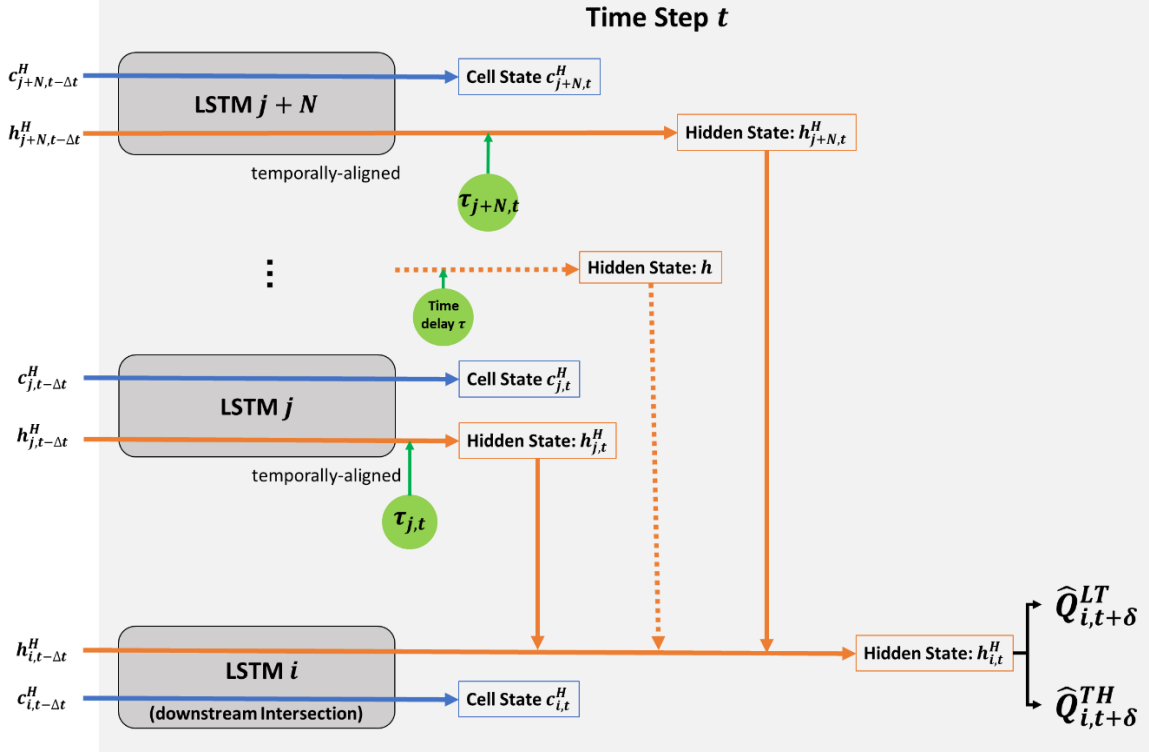 Time Step t
c^H_{j+N,t−Δt}
LSTM j + N
Cell State c^H_{j+N,t}
h^H_{j+N,t−Δt}
Hidden State: h^H_{j+N,t}
temporally-aligned
τ_{j+N,t}
⋮
Hidden State: h
Time
delay τ
c^H_{j,t−Δt}
Cell State c^H_{j,t}
LSTM j
h^H_{j,t−Δt}
Hidden State: h^H_{j,t}
temporally-aligned
τ_{j,t}
Q̂^{LT}_{i,t+δ}
h^H_{i,t−Δt}
Hidden State: h^H_{i,t}
LSTM i
c^H_{i,t−Δt}
(downstream Intersection)
Cell State c^H_{i,t}
Q̂^{TH}_{i,t+δ}